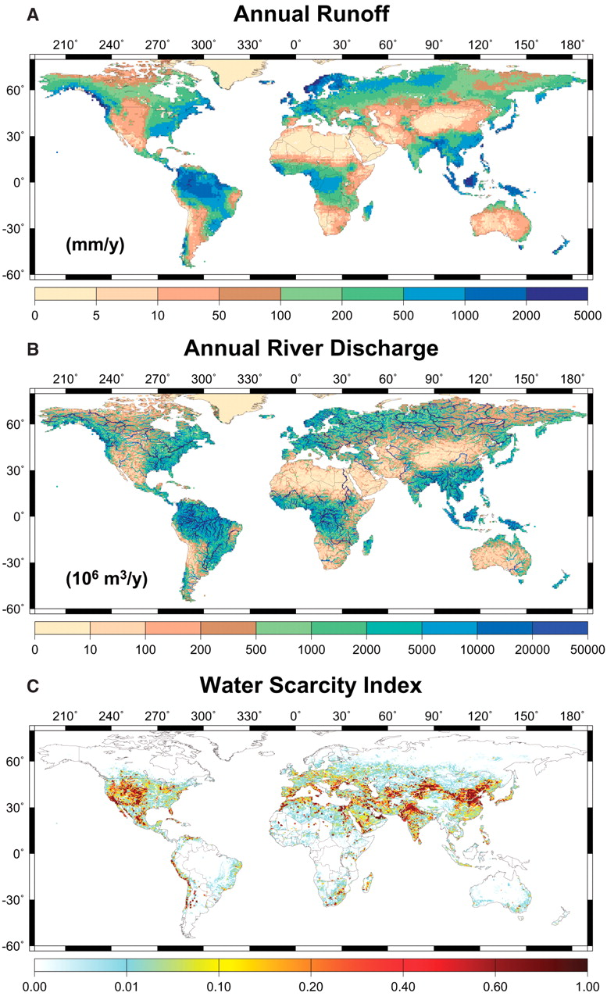 A Annual Runoff
210° 240° 270° 300° 330° 0° 30° 60° 90° 120° 150° 180°
60°
30°
0°
-30°
(mm/y)
-60°
0 5 10 50 100 200 500 1000 2000 5000
B Annual River Discharge
210° 240° 270° 300° 330° 0° 30° 60° 90° 120° 150° 180°
60°
30°
0°
-30°
(10⁶ m³/y)
-60°
0 10 100 200 500 1000 2000 5000 10000 20000 50000
C Water Scarcity Index
210° 240° 270° 300° 330° 0° 30° 60° 90° 120° 150° 180°
60°
30°
0°
-30°
-60°
0.00 0.01 0.10 0.20 0.40 0.60 1.00